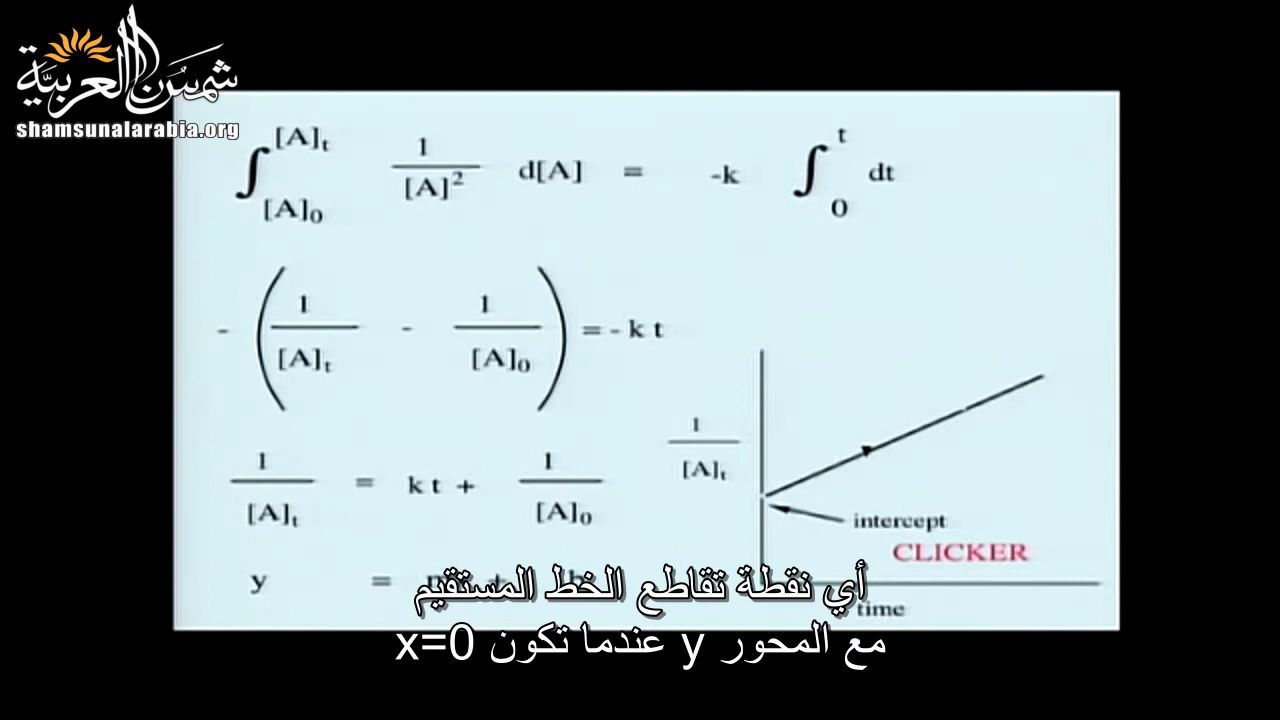 شمس العربية
shamsunalarabia.org
∫ [A]t [A]0 1/[A]² d[A] = -k ∫ t 0 dt
- ( 1/[A]t - 1/[A]0 ) = - k t
1/[A]t = k t + 1/[A]0
y =
1/[A]t
intercept
CLICKER
time
أي نقطة تقاطع الخط المستقيم
مع المحور y عندما تكون x=0